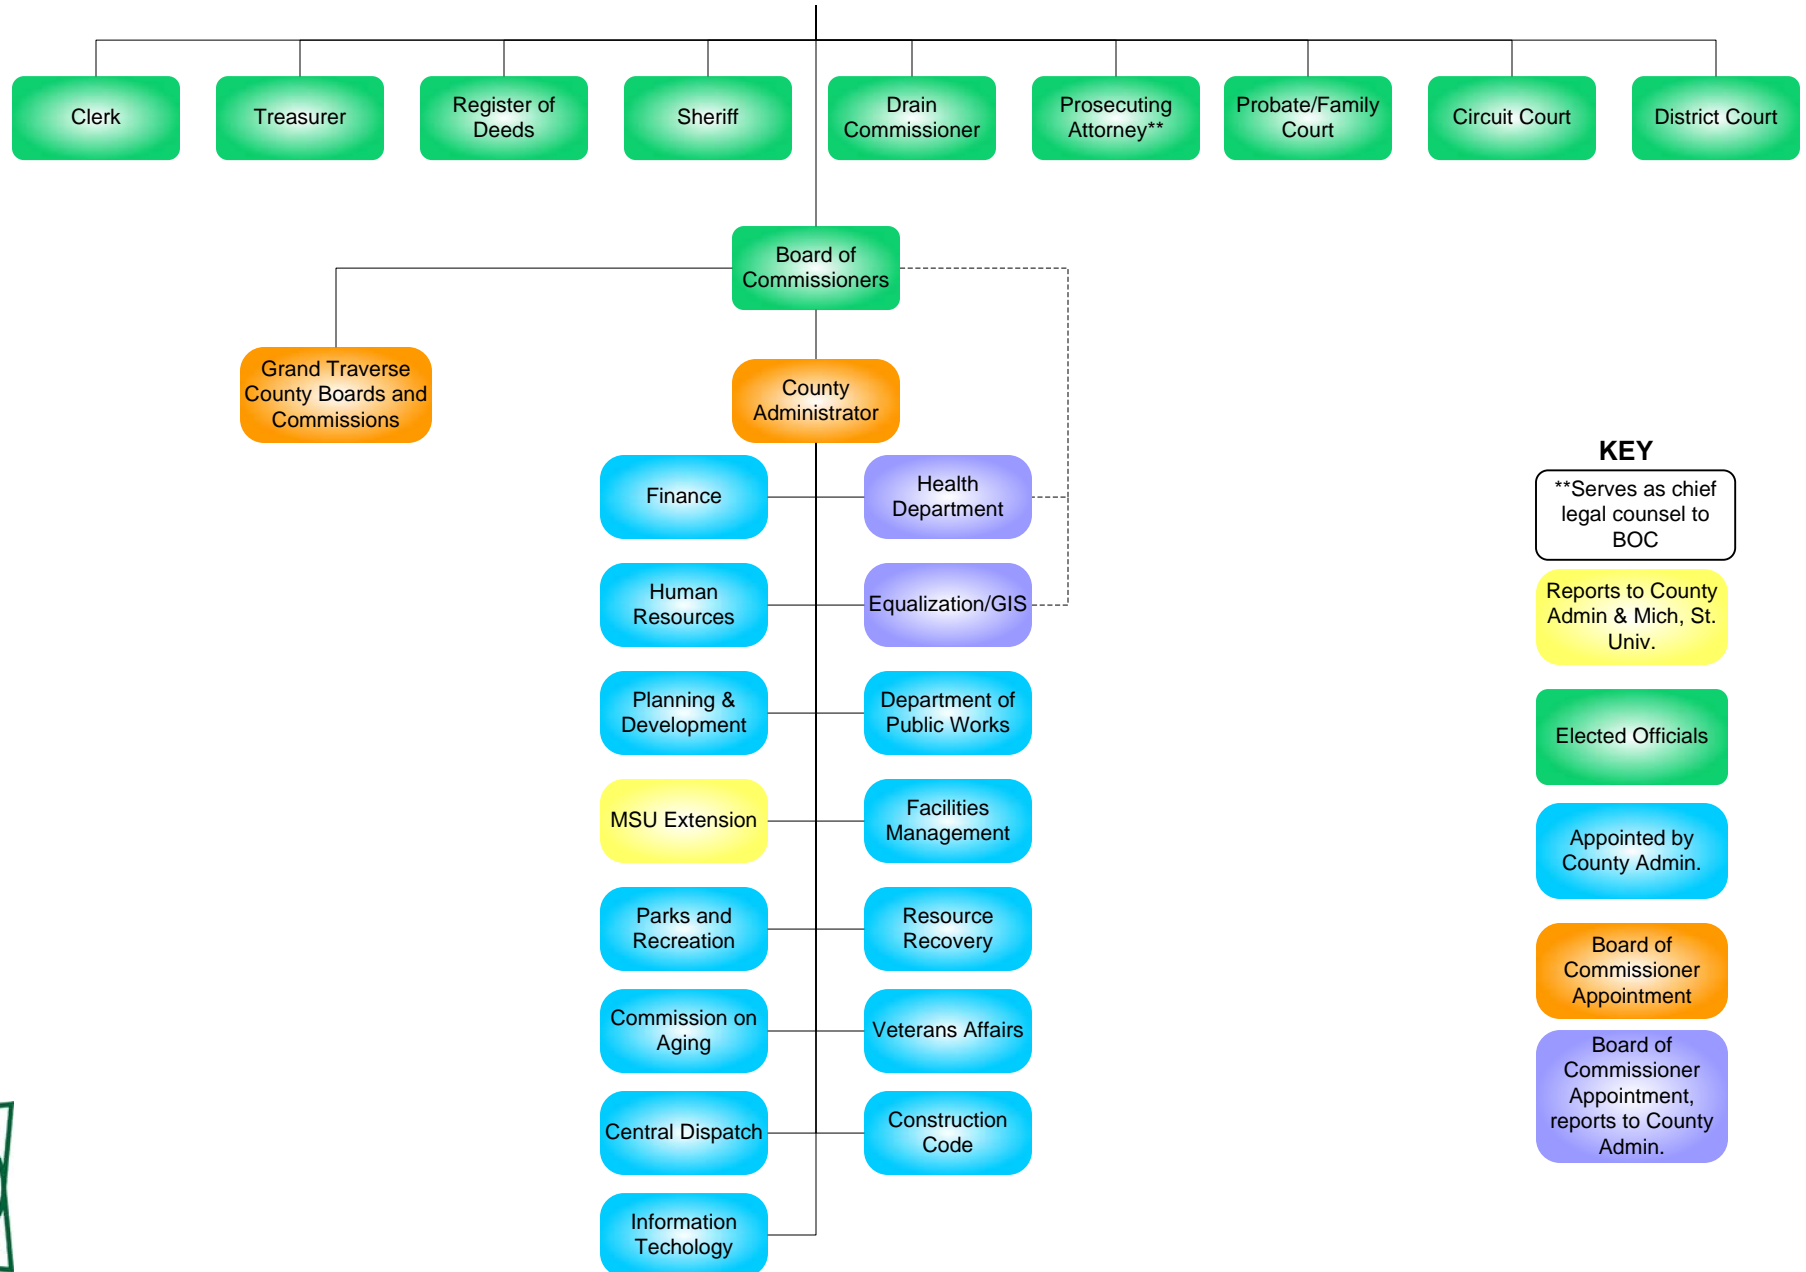 Clerk
Treasurer
Register of
Deeds
Sheriff
Drain
Commissioner
Prosecuting
Attorney**
Probate/Family
Court
Circuit Court
District Court
Board of
Commissioners
Grand Traverse
County Boards and
Commissions
County
Administrator
Finance
Health
Department
Human
Resources
Equalization/GIS
Planning &
Development
Department of
Public Works
MSU Extension
Facilities
Management
Parks and
Recreation
Resource
Recovery
Commission on
Aging
Veterans Affairs
Central Dispatch
Construction
Code
Information
Techology
KEY
**Serves as chief
legal counsel to
BOC
Reports to County
Admin & Mich, St.
Univ.
Elected Officials
Appointed by
County Admin.
Board of
Commissioner
Appointment
Board of
Commissioner
Appointment,
reports to County
Admin.